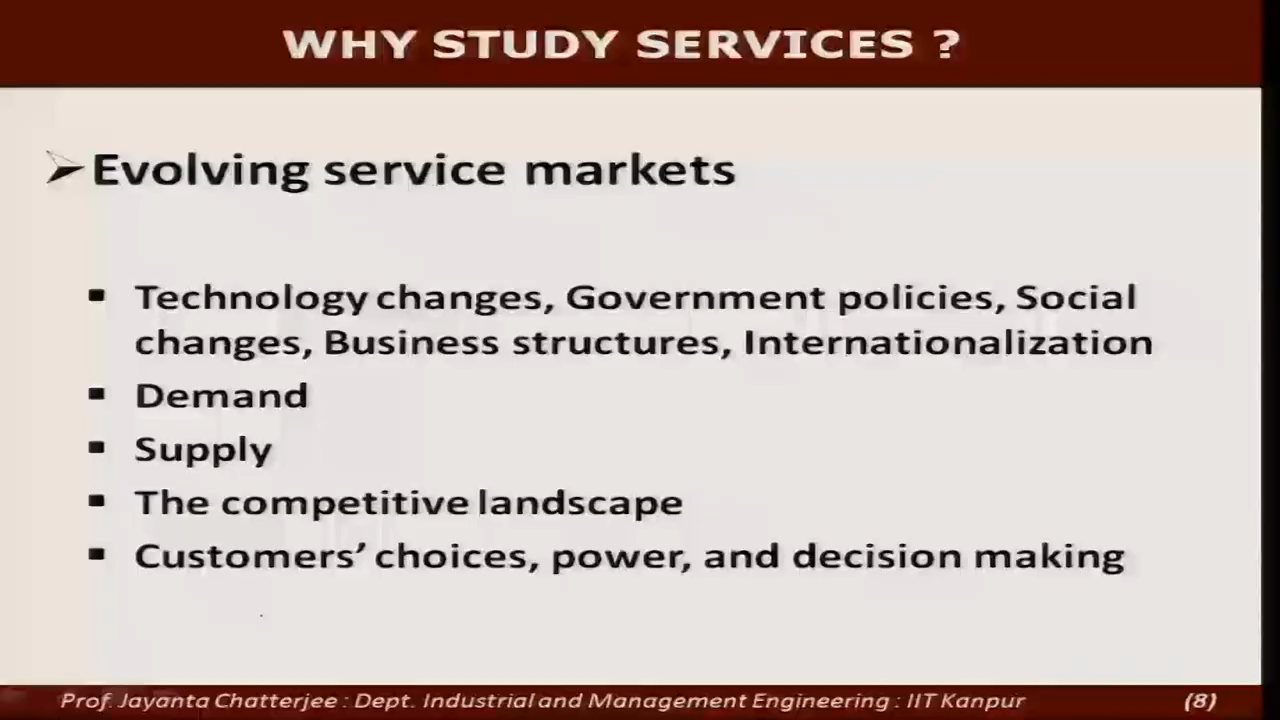 WHY STUDY SERVICES ?
Evolving service markets
Technology changes, Government policies, Social
changes, Business structures, Internationalization
Demand
Supply
The competitive landscape
Customers’ choices, power, and decision making
Prof. Jayanta Chatterjee : Dept. Industrial and Management Engineering : IIT Kanpur (8)